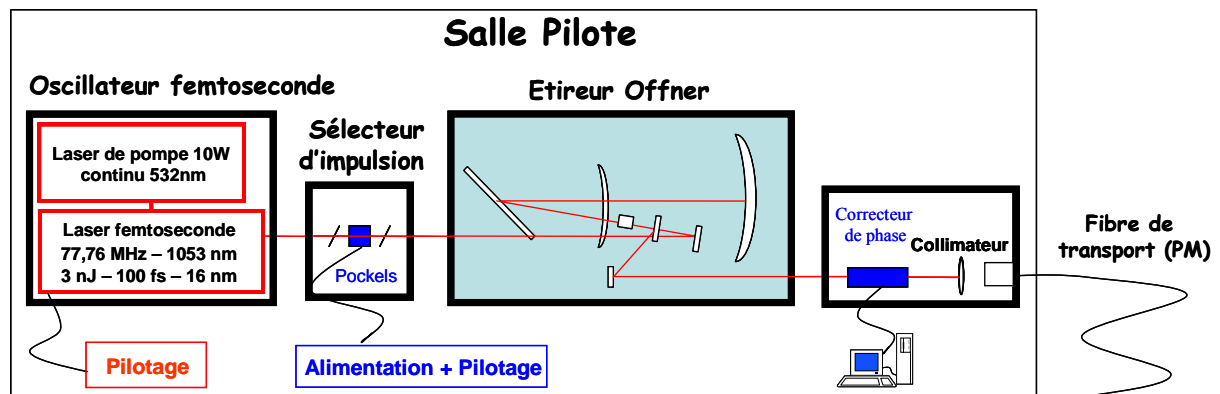 Salle Pilote
Oscillateur femtoseconde
Laser de pompe 10W
continu 532nm
Laser femtoseconde
77,76 MHz – 1053 nm
3 nJ – 100 fs – 16 nm
Pilotage
Sélecteur
d'impulsion
Pockels
Alimentation + Pilotage
Etireur Offner
Correcteur
de phase
Collimateur
Fibre de
transport (PM)